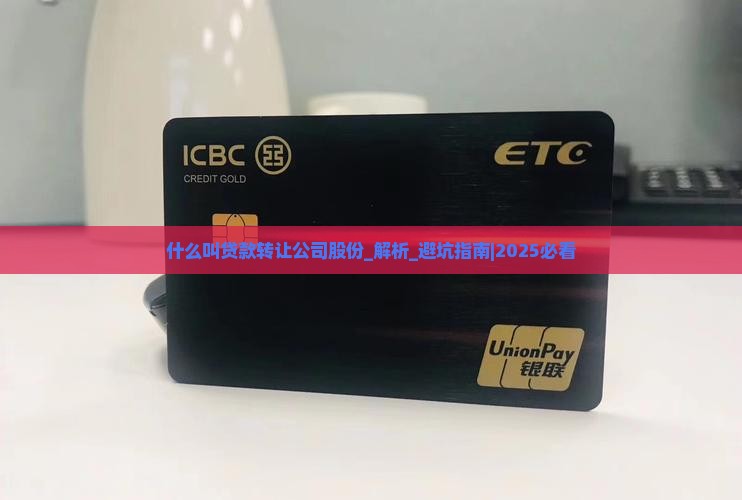 ICBC
ETC
CREDIT GOLD
什么叫贷款转让公司股份_解析_避坑指南|2025必看
UnionPay
银联